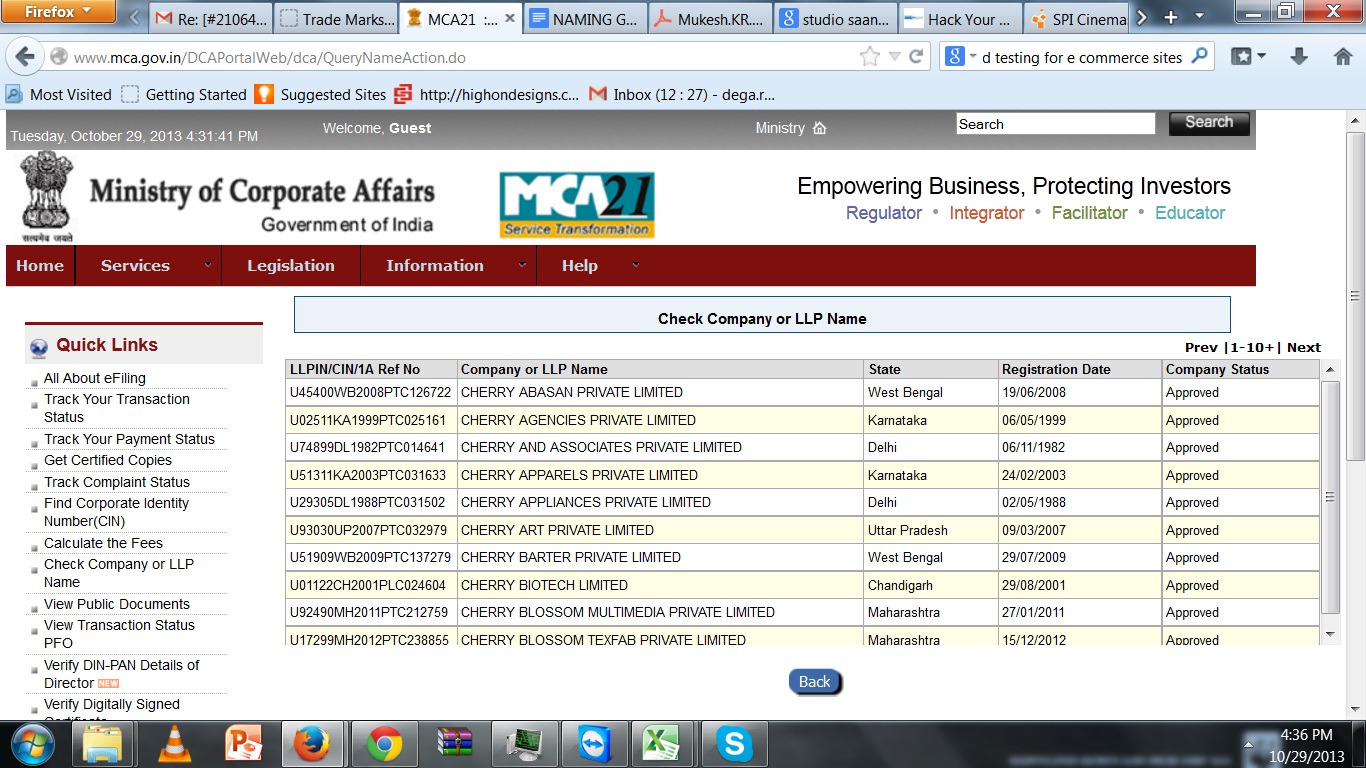 Firefox
Re: [#21064...
Trade Marks...
MCA21 :...
NAMING G...
Mukesh.KR....
studio saan...
Hack Your ...
SPI Cinema
www.mca.gov.in/DCAPortalWeb/dca/QueryNameAction.do
d testing for e commerce sites
Most Visited Getting Started Suggested Sites http://highondesigns.c... Inbox (12 : 27) - dega.r...
Tuesday, October 29, 2013 4:31:41 PM Welcome, Guest Ministry Search Search
सत्यमेव जयते
Ministry of Corporate Affairs
Government of India
MCA21
Service Transformation
Empowering Business, Protecting Investors
Regulator • Integrator • Facilitator • Educator
Home Services Legislation Information Help
Quick Links
All About eFiling
Track Your Transaction
Status
Track Your Payment Status
Get Certified Copies
Track Complaint Status
Find Corporate Identity
Number(CIN)
Calculate the Fees
Check Company or LLP
Name
View Public Documents
View Transaction Status
PFO
Verify DIN-PAN Details of
Director NEW
Verify Digitally Signed
Certificate
Check Company or LLP Name
Prev |1-10+| Next
LLPIN/CIN/1A Ref No Company or LLP Name State Registration Date Company Status
U45400WB2008PTC126722 CHERRY ABASAN PRIVATE LIMITED West Bengal 19/06/2008 Approved
U02511KA1999PTC025161 CHERRY AGENCIES PRIVATE LIMITED Karnataka 06/05/1999 Approved
U74899DL1982PTC014641 CHERRY AND ASSOCIATES PRIVATE LIMITED Delhi 06/11/1982 Approved
U51311KA2003PTC031633 CHERRY APPARELS PRIVATE LIMITED Karnataka 24/02/2003 Approved
U29305DL1988PTC031502 CHERRY APPLIANCES PRIVATE LIMITED Delhi 02/05/1988 Approved
U93030UP2007PTC032979 CHERRY ART PRIVATE LIMITED Uttar Pradesh 09/03/2007 Approved
U51909WB2009PTC137279 CHERRY BARTER PRIVATE LIMITED West Bengal 29/07/2009 Approved
U01122CH2001PLC024604 CHERRY BIOTECH LIMITED Chandigarh 29/08/2001 Approved
U92490MH2011PTC212759 CHERRY BLOSSOM MULTIMEDIA PRIVATE LIMITED Maharashtra 27/01/2011 Approved
U17299MH2012PTC238855 CHERRY BLOSSOM TEXFAB PRIVATE LIMITED Maharashtra 15/12/2012 Approved
Back
4:36 PM
10/29/2013